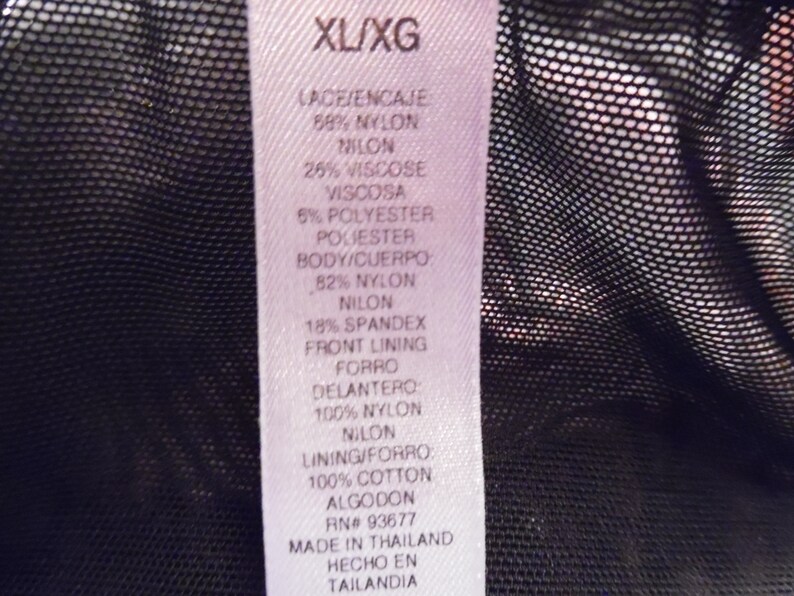 XL/XG
LACE/ENCAJE
68% NYLON
NILON
26% VISCOSE
VISCOSA
6% POLYESTER
POLIESTER
BODY/CUERPO:
82% NYLON
NILON
18% SPANDEX
FRONT LINING
FORRO
DELANTERO:
100% NYLON
NILON
LINING/FORRO:
100% COTTON
ALGODON
RN# 93677
MADE IN THAILAND
HECHO EN
TAILANDIA